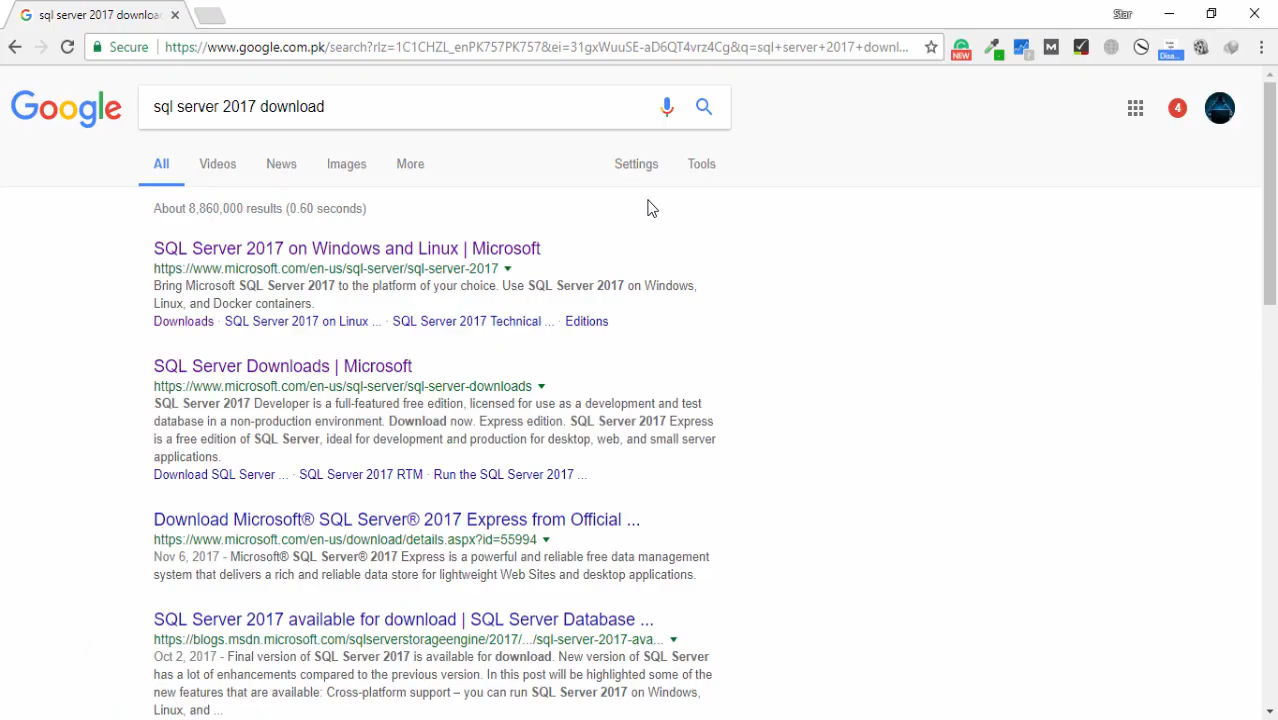 sql server 2017 downloa
Star
Secure
https://www.google.com.pk/search?rlz=1C1CHZL_enPK757PK757&ei=31gxWuuSE-aD6QT4vrz4Cg&q=sql+server+2017+downl...
NEW
Disa...
Google
sql server 2017 download
4
All
Videos
News
Images
More
Settings
Tools
About 8,860,000 results (0.60 seconds)
SQL Server 2017 on Windows and Linux | Microsoft
https://www.microsoft.com/en-us/sql-server/sql-server-2017
Bring Microsoft SQL Server 2017 to the platform of your choice. Use SQL Server 2017 on Windows,
Linux, and Docker containers.
Downloads · SQL Server 2017 on Linux ... · SQL Server 2017 Technical ... · Editions
SQL Server Downloads | Microsoft
https://www.microsoft.com/en-us/sql-server/sql-server-downloads
SQL Server 2017 Developer is a full-featured free edition, licensed for use as a development and test
database in a non-production environment. Download now. Express edition. SQL Server 2017 Express
is a free edition of SQL Server, ideal for development and production for desktop, web, and small server
applications.
Download SQL Server ... · SQL Server 2017 RTM · Run the SQL Server 2017 ...
Download Microsoft® SQL Server® 2017 Express from Official ...
https://www.microsoft.com/en-us/download/details.aspx?id=55994
Nov 6, 2017 - Microsoft® SQL Server® 2017 Express is a powerful and reliable free data management
system that delivers a rich and reliable data store for lightweight Web Sites and desktop applications.
SQL Server 2017 available for download | SQL Server Database ...
https://blogs.msdn.microsoft.com/sqlserverstorageengine/2017/.../sql-server-2017-ava...
Oct 2, 2017 - Final version of SQL Server 2017 is available for download. New version of SQL Server
has a lot of enhancements compared to the previous version. In this post will be highlighted some of the
new features that are available: Cross-platform support – you can run SQL Server 2017 on Windows,
Linux, and ...